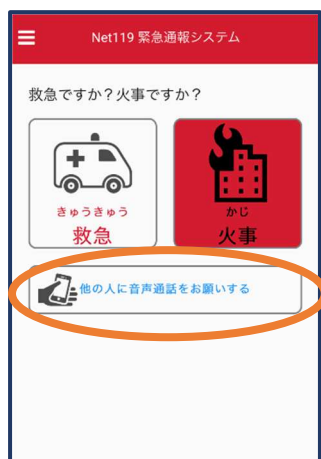 Net119 緊急通報システム
救急ですか？火事ですか？
きゅうきゅう
救急
かじ
火事
他の人に音声通話をお願いする